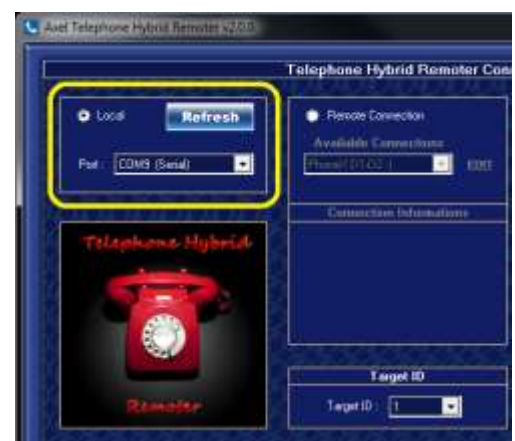 Axel Telephone Hybrid Remoter v2.0.0
Telephone Hybrid Remoter Con
Local
Refresh
Port :
COM9 (Serial)
Remote Connection
Available Connections
EDIT
Connection Informations
Telephone Hybrid
Remoter
Target ID
Target ID :
1